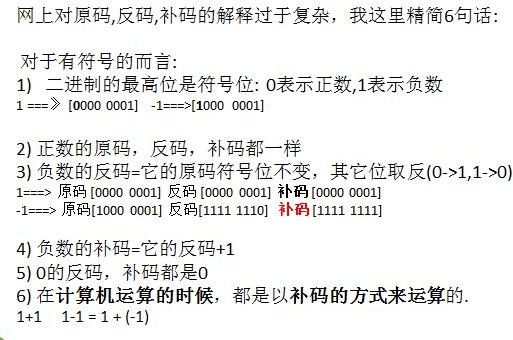 网上对原码,反码,补码的解释过于复杂，我这里精简6句话:
对于有符号的而言:
1) 二进制的最高位是符号位: 0表示正数,1表示负数
1 ===》 [0000 0001] -1===>[1000 0001]
2) 正数的原码，反码，补码都一样
3) 负数的反码=它的原码符号位不变，其它位取反(0->1,1->0)
1===> 原码 [0000 0001] 反码 [0000 0001] 补码 [0000 0001]
-1===> 原码[1000 0001] 反码[1111 1110] 补码 [1111 1111]
4) 负数的补码=它的反码+1
5) 0的反码，补码都是0
6) 在计算机运算的时候，都是以补码的方式来运算的.
1+1 1-1 = 1 + (-1)